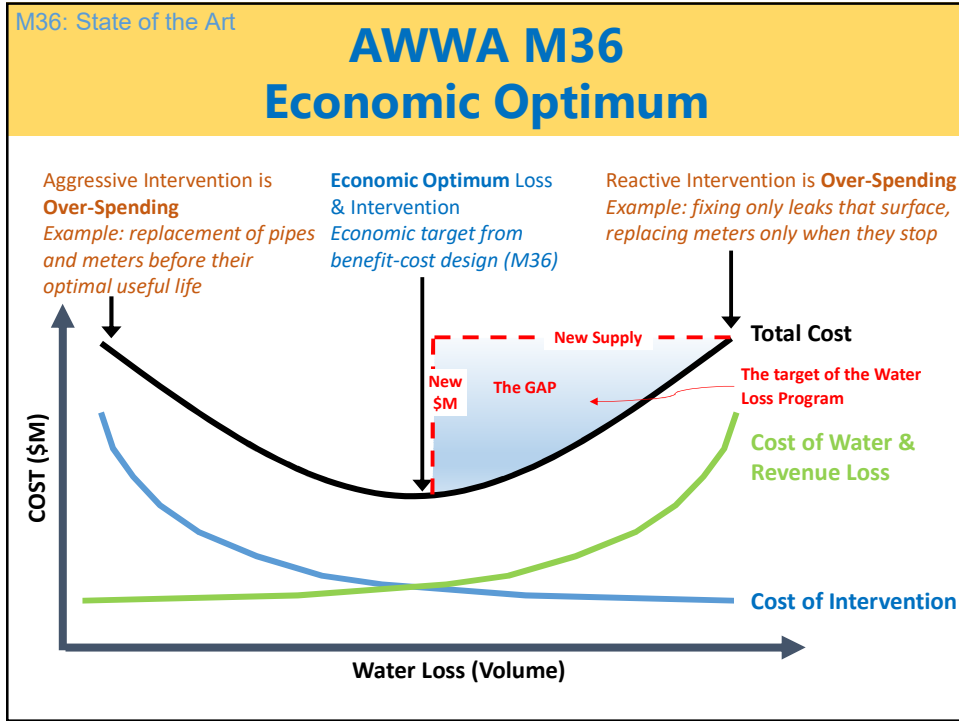 M36: State of the Art
AWWA M36
Economic Optimum
Aggressive Intervention is
Over-Spending
Example: replacement of pipes
and meters before their
optimal useful life
Economic Optimum Loss
& Intervention
Economic target from
benefit-cost design (M36)
Reactive Intervention is Over-Spending
Example: fixing only leaks that surface,
replacing meters only when they stop
Total Cost
New Supply
New
$M
The GAP
The target of the Water
Loss Program
Cost of Water &
Revenue Loss
COST ($M)
Cost of Intervention
Water Loss (Volume)